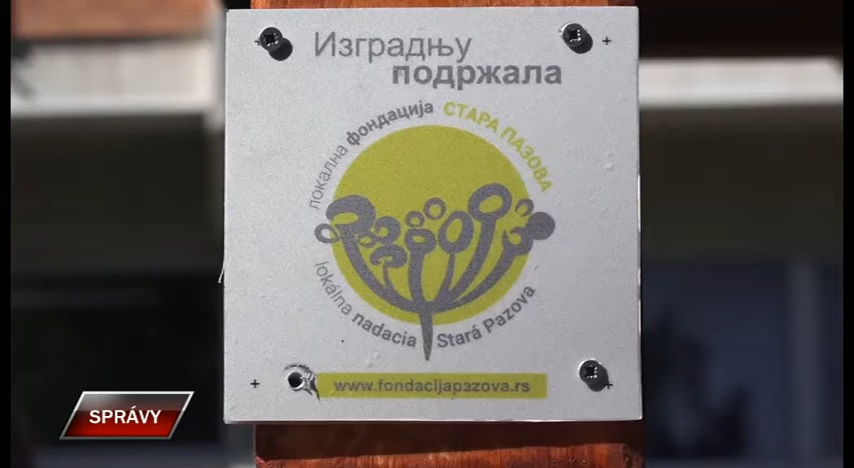 Изградњу
подржала
локална фондација СТАРА ПАЗОВА
lokálna nadacia Stará Pazova
www.fondacijapazova.rs
SPRÁVY